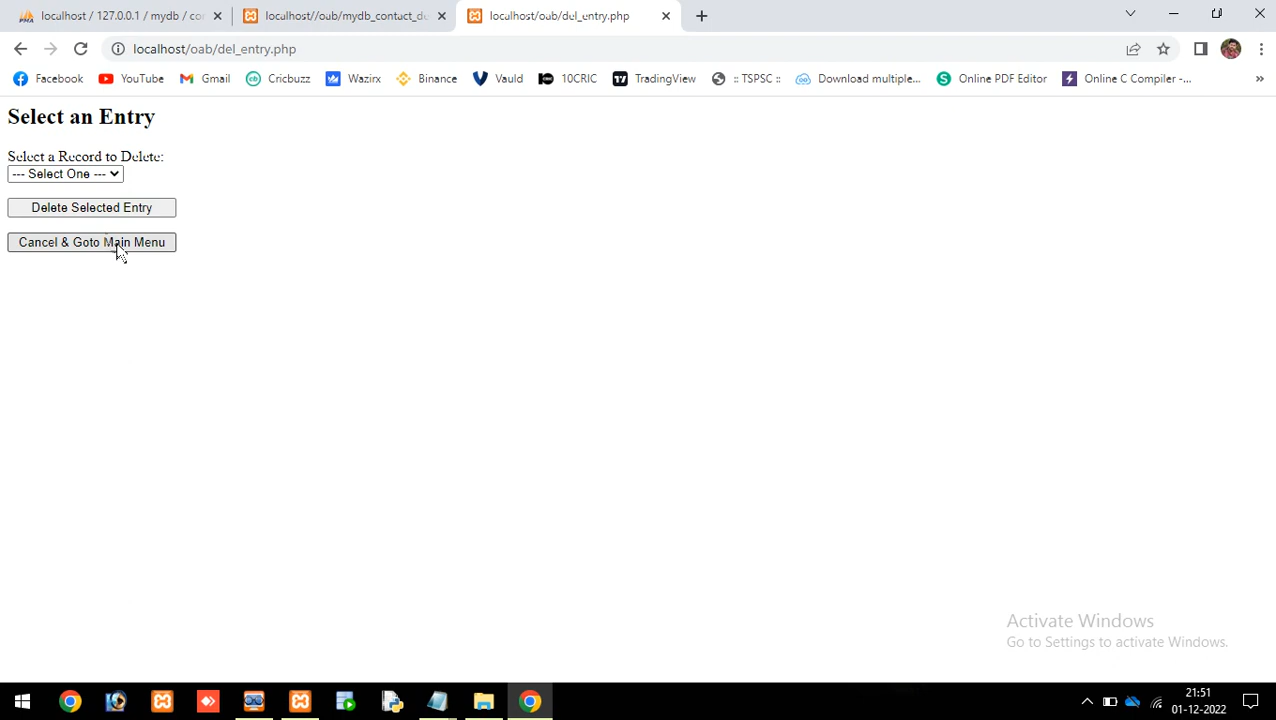 localhost / 127.0.0.1 / mydb / co
localhost//oab/mydb_contact_d
localhost/oab/del_entry.php
localhost/oab/del_entry.php
Facebook
YouTube
Gmail
cb
Cricbuzz
Wazirx
Binance
Vauld
10CRIC
TradingView
:: TSPSC ::
Download multiple...
S
Online PDF Editor
Online C Compiler -...
»
Select an Entry
Select a Record to Delete:
--- Select One ---
Delete Selected Entry
Cancel & Goto Main Menu
Activate Windows
Go to Settings to activate Windows.
21:51
01-12-2022